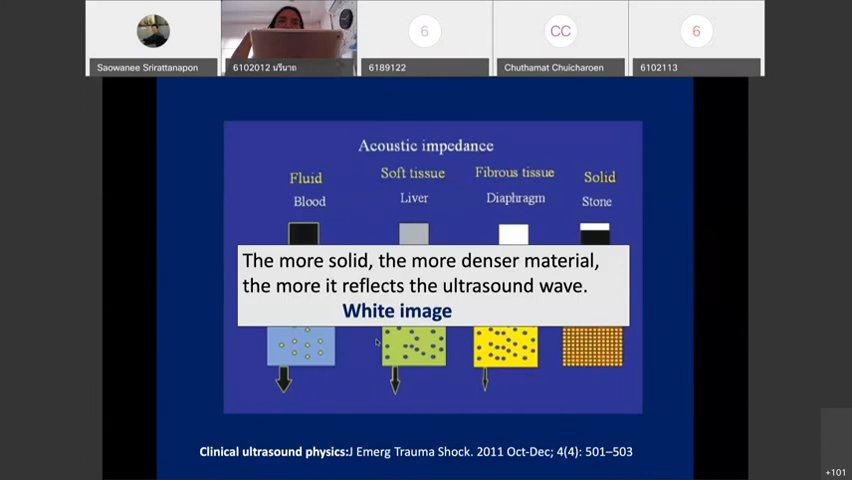 6
CC
6
Saowanee Srirattanapon
6102012 นรีนาถ
6189122
Chuthamat Chuicharoen
6102113
Acoustic impedance
Fluid
Soft tissue
Fibrous tissue
Solid
Blood
Liver
Diaphragm
Stone
The more solid, the more denser material,
the more it reflects the ultrasound wave.
White image
Clinical ultrasound physics:J Emerg Trauma Shock. 2011 Oct-Dec; 4(4): 501–503
+101